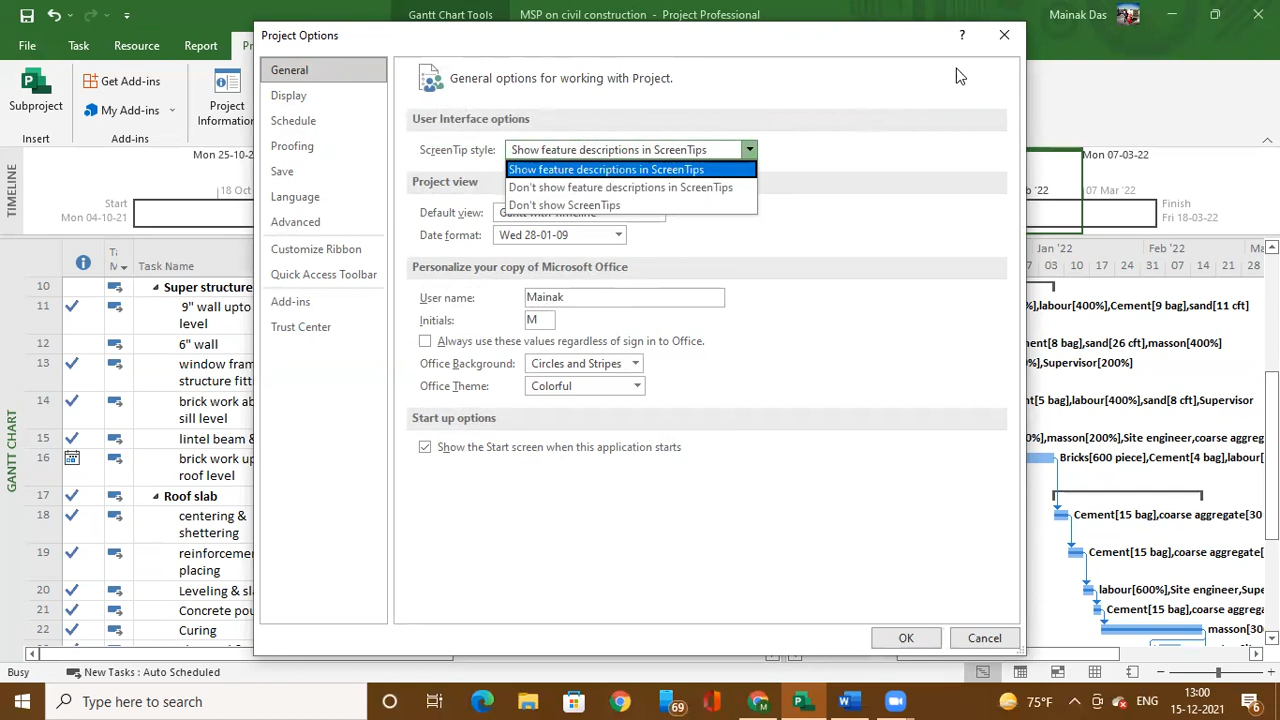 Gantt Chart Tools
MSP on civil construction - Project Professional
Mainak Das
File
Task
Resource
Report
Project Options
?
General
Display
Schedule
Proofing
Save
Language
Advanced
Customize Ribbon
Quick Access Toolbar
Add-ins
Trust Center
General options for working with Project.
User Interface options
ScreenTip style:
Show feature descriptions in ScreenTips
Show feature descriptions in ScreenTips
Don't show feature descriptions in ScreenTips
Don't show ScreenTips
Project view
Default view:
Date format:
Wed 28-01-09
Personalize your copy of Microsoft Office
User name:
Mainak
Initials:
M
Always use these values regardless of sign in to Office.
Office Background:
Circles and Stripes
Office Theme:
Colorful
Start up options
Show the Start screen when this application starts
OK
Cancel
Subproject
Insert
Get Add-ins
My Add-ins
Add-ins
Project
Information
TIMELINE
Mon 25-10
18 Oct
Start
Mon 04-10-21
Mon 07-03-22
'22
07 Mar '22
Finish
Fri 18-03-22
GANTT CHART
Task Name
10 Super structure
11 9" wall upto
level
12 6" wall
13 window fram
structure fitti
14 brick work ab
sill level
15 lintel beam &
16 brick work up
roof level
17 Roof slab
18 centering &
shettering
19 reinforcemen
placing
20 Leveling & sl
21 Concrete pou
22 Curing
Jan '22
Feb '22
03 10 17 24 31 07 14 21 28
labour[400%],Cement[9 bag],sand[11 cft]
ement[8 bag],sand[26 cft],masson[400%]
,Supervisor[200%]
nt[5 bag],labour[400%],sand[8 cft],Supervisor
],masson[200%],Site engineer,coarse aggreg
Bricks[600 piece],Cement[4 bag],labour[
Cement[15 bag],coarse aggregate[30
Cement[15 bag],coarse aggregate[
labour[600%],Site engineer,Supe
Cement[15 bag],coarse aggrega
masson[30
Busy
New Tasks : Auto Scheduled
Type here to search
69
75°F
ENG
13:00
15-12-2021
6